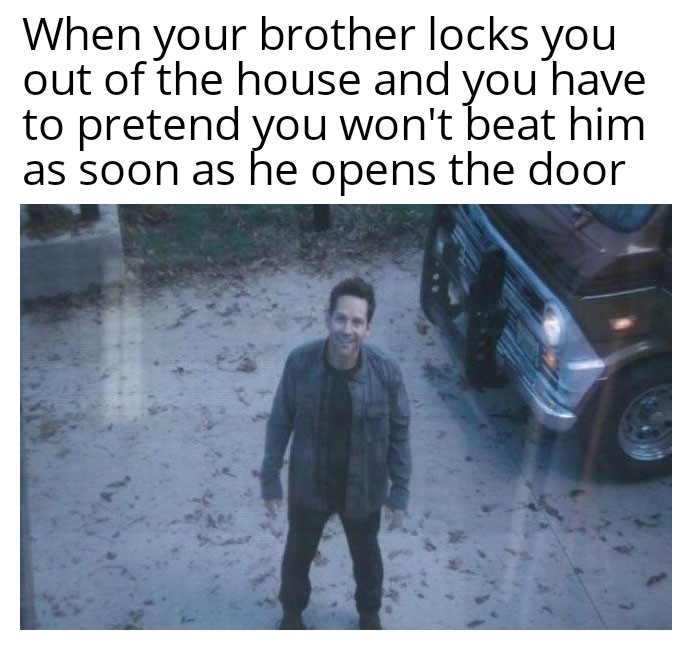 When your brother locks you
out of the house and you have
to pretend you won't beat him
as soon as he opens the door